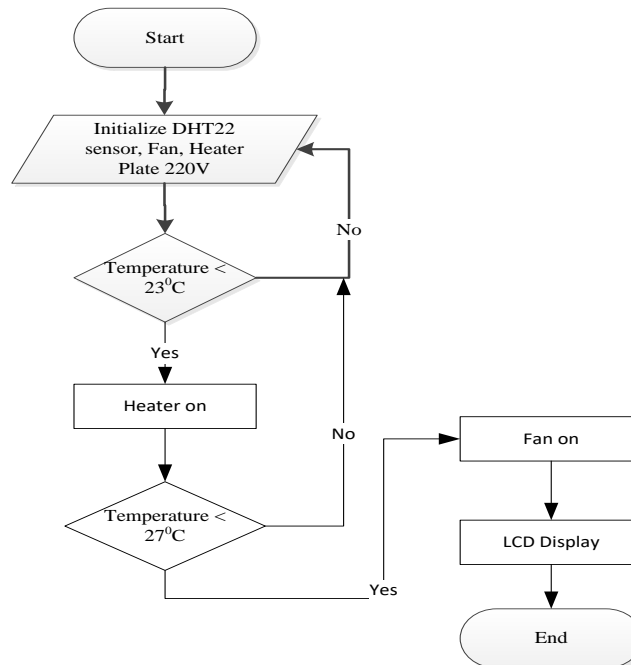 Start
Initialize DHT22
sensor, Fan, Heater
Plate 220V
No
Temperature <
23⁰C
Yes
Heater on
No
Temperature <
27⁰C
Yes
Fan on
LCD Display
End